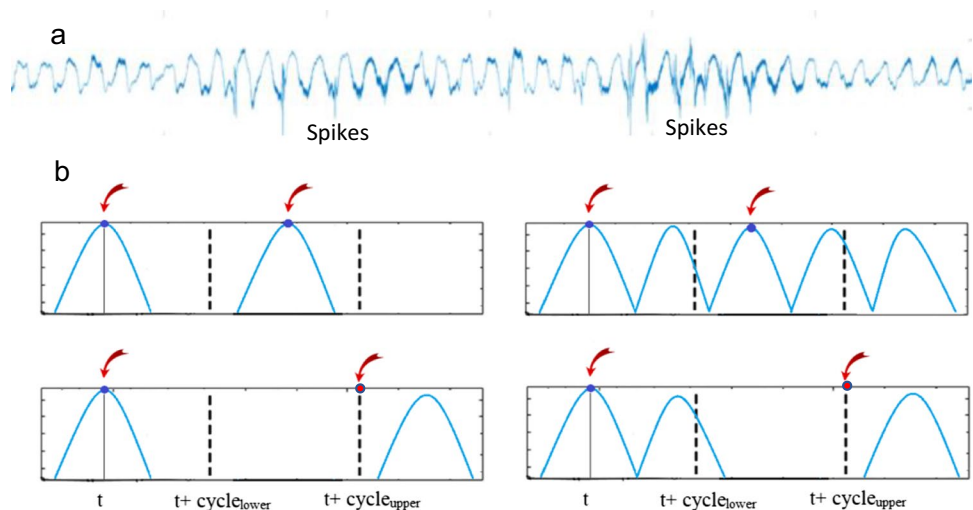 a
Spikes
Spikes
b
t
t+ cycle_lower
t+ cycle_upper
t
t+ cycle_lower
t+ cycle_upper